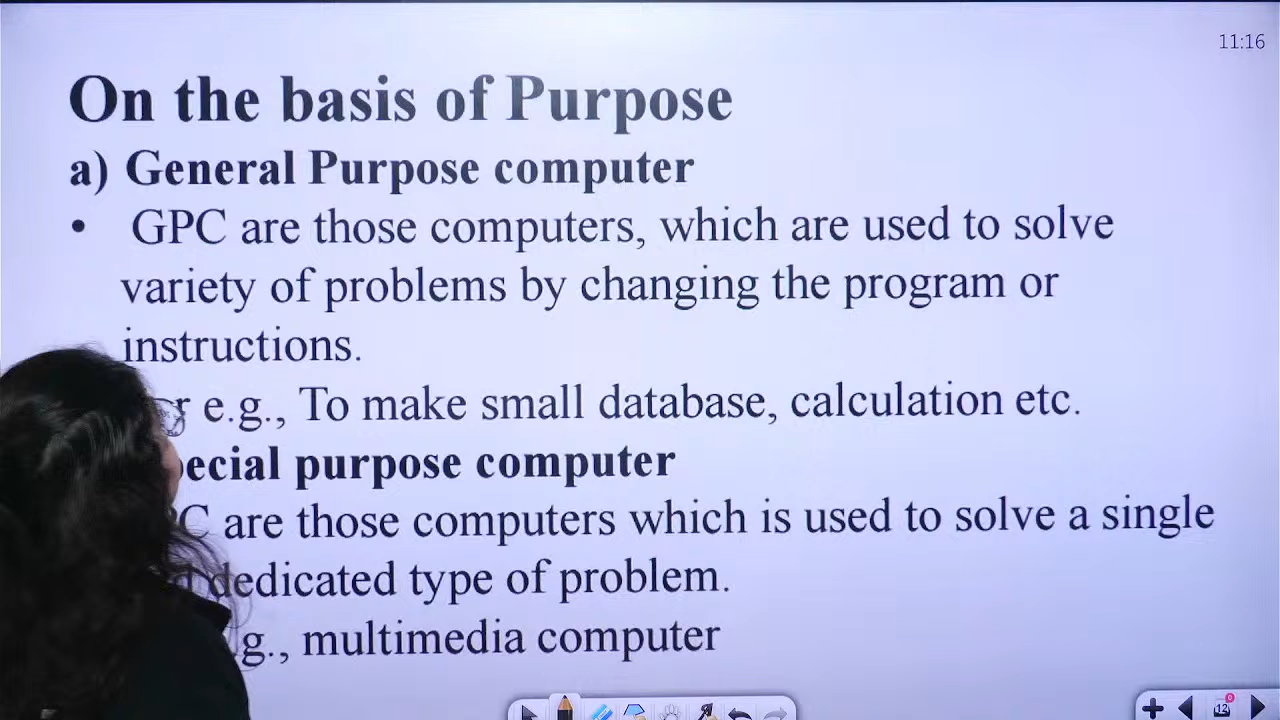 11:16
On the basis of Purpose
a) General Purpose computer
• GPC are those computers, which are used to solve
variety of problems by changing the program or
instructions.
r e.g., To make small database, calculation etc.
ecial purpose computer
C are those computers which is used to solve a single
dedicated type of problem.
g., multimedia computer
12